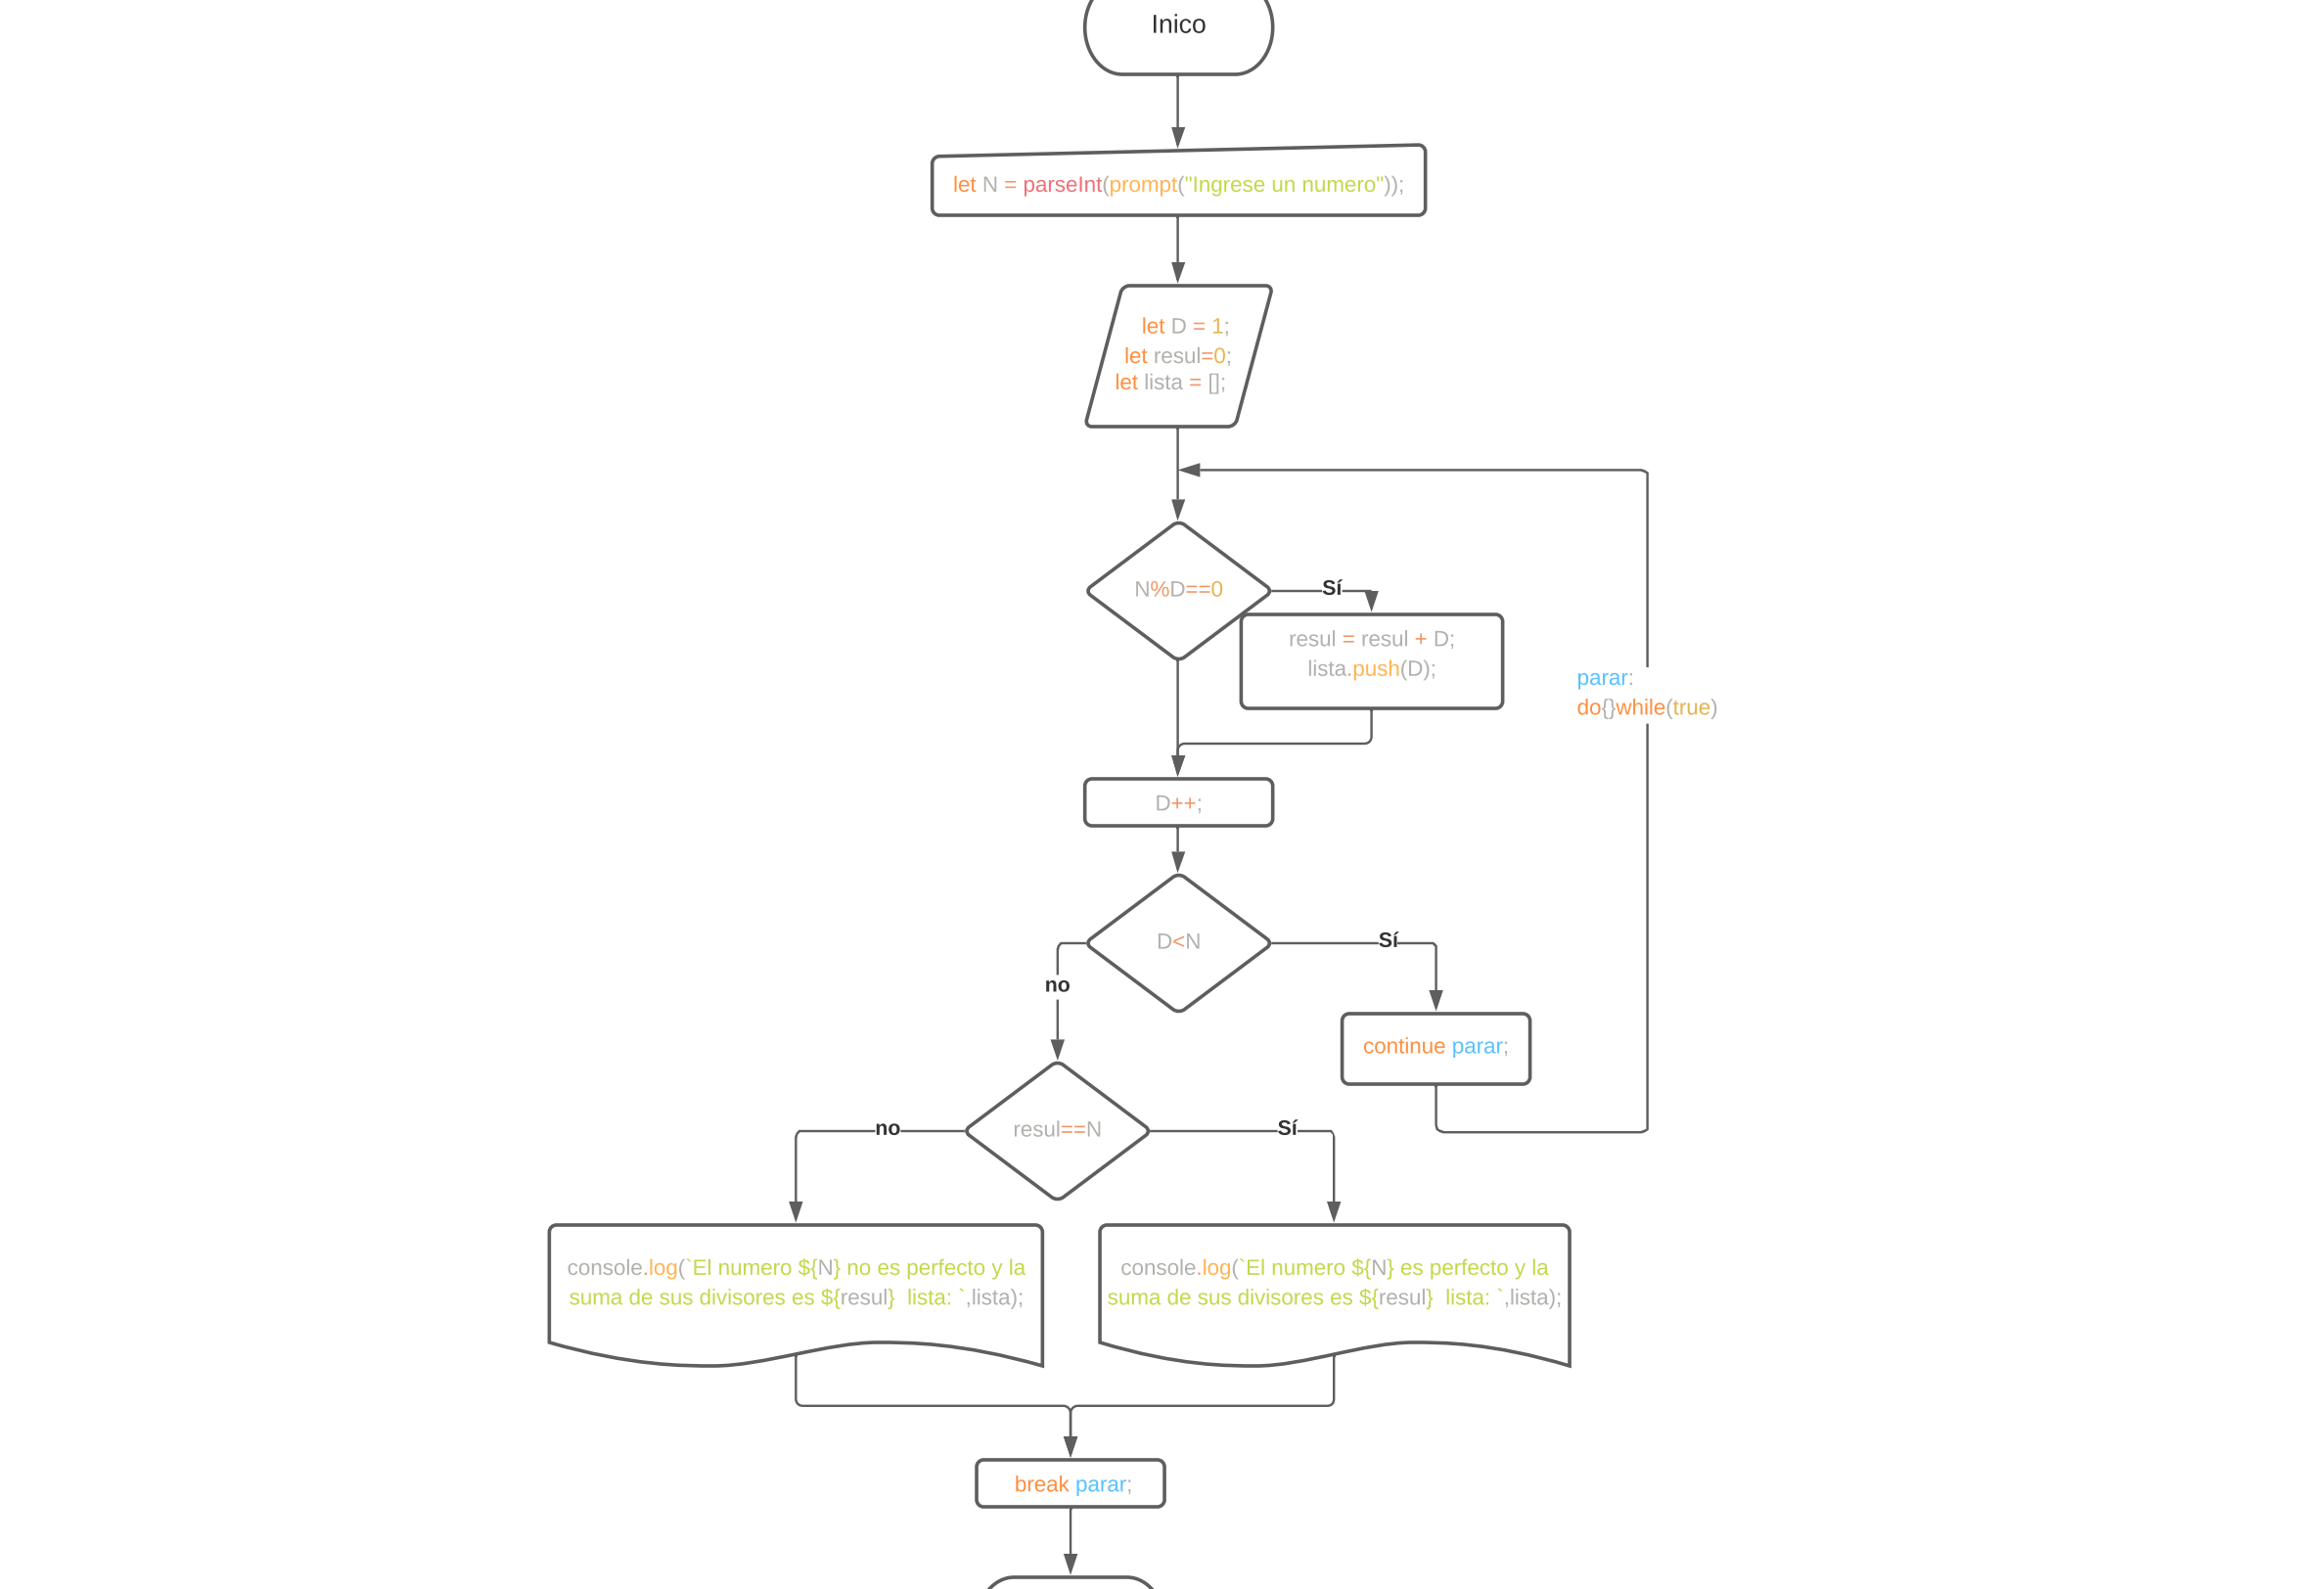 Inico
let N = parseInt(prompt("Ingrese un numero"));
let D = 1;
let resul=0;
let lista = [];
N%D==0
Sí
resul = resul + D;
lista.push(D);
parar:
do{}while(true)
D++;
D<N
Sí
no
continue parar;
resul==N
no
Sí
console.log(`El numero ${N} no es perfecto y la
suma de sus divisores es ${resul}  lista: `,lista);
console.log(`El numero ${N} es perfecto y la
suma de sus divisores es ${resul}  lista: `,lista);
break parar;